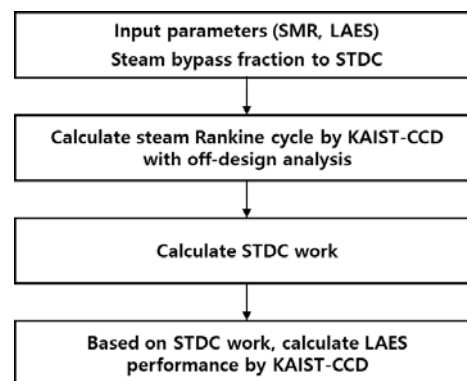 Input parameters (SMR, LAES)
Steam bypass fraction to STDC
Calculate steam Rankine cycle by KAIST-CCD
with off-design analysis
Calculate STDC work
Based on STDC work, calculate LAES
performance by KAIST-CCD